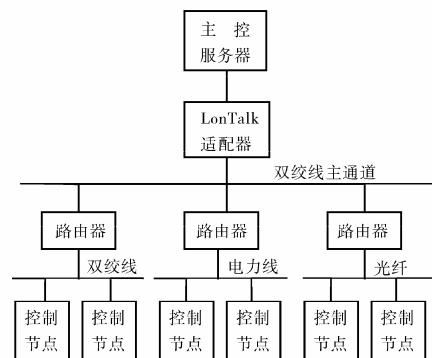 主 控
服务器
LonTalk
适配器
双绞线主通道
路由器 路由器 路由器
双绞线 电力线 光纤
控制 控制 控制 控制 控制 控制
节点 节点 节点 节点 节点 节点